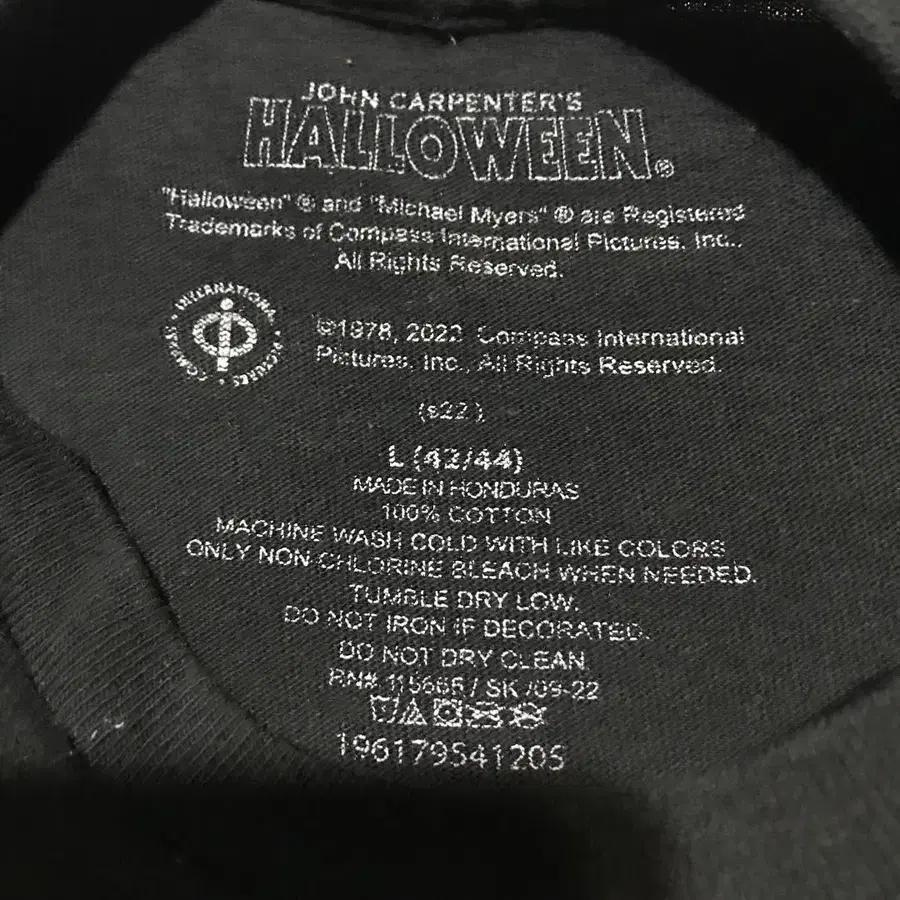 JOHN CARPENTER'S
HALLOWEEN®
"Halloween" ® and "Michael Myers" ® are Registered
Trademarks of Compass International Pictures, Inc.,
All Rights Reserved.
COMPASS • INTERNATIONAL • PICTURES •
©1978, 2022 Compass International
Pictures, Inc., All Rights Reserved.
(s22)
L (42/44)
MADE IN HONDURAS
100% COTTON
MACHINE WASH COLD WITH LIKE COLORS
ONLY NON-CHLORINE BLEACH WHEN NEEDED.
TUMBLE DRY LOW.
DO NOT IRON IF DECORATED.
DO NOT DRY CLEAN.
RN# / SK /09-22
196179541205